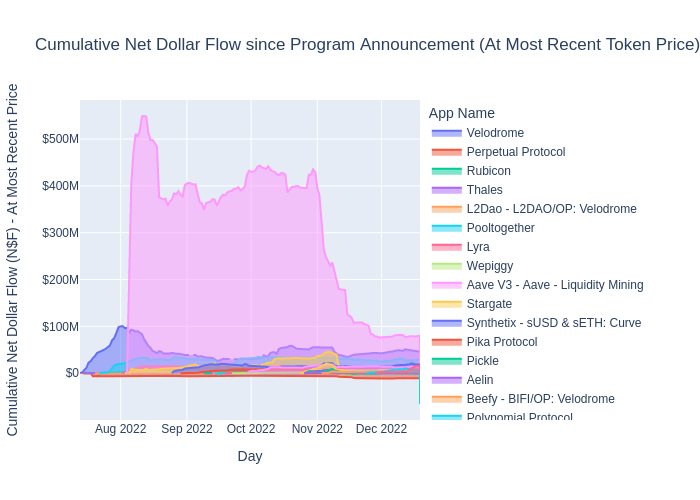 Cumulative Net Dollar Flow since Program Announcement (At Most Recent Token Price)
Cumulative Net Dollar Flow (N$F) - At Most Recent Price
$500M
$400M
$300M
$200M
$100M
$0
Aug 2022
Sep 2022
Oct 2022
Nov 2022
Dec 2022
Day
App Name
Velodrome
Perpetual Protocol
Rubicon
Thales
L2Dao - L2DAO/OP: Velodrome
Pooltogether
Lyra
Wepiggy
Aave V3 - Aave - Liquidity Mining
Stargate
Synthetix - sUSD & sETH: Curve
Pika Protocol
Pickle
Aelin
Beefy - BIFI/OP: Velodrome
Polynomial Protocol